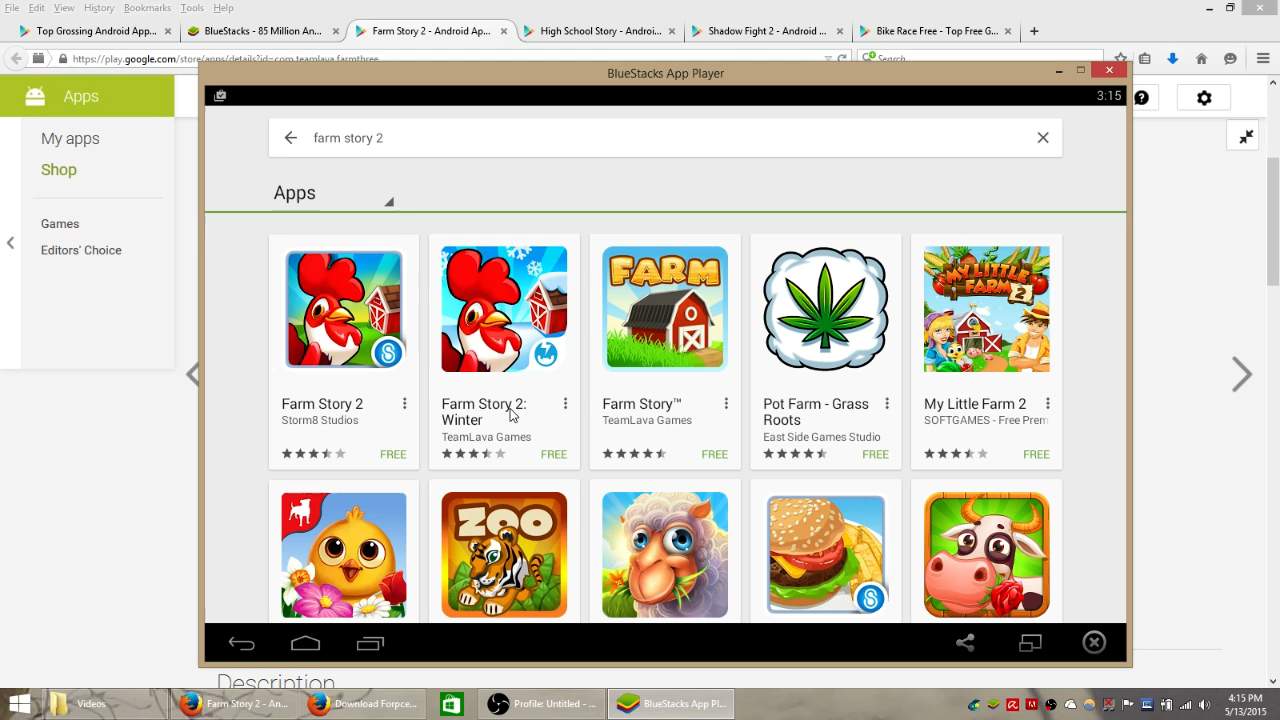 File Edit View History Bookmarks Tools Help
Top Grossing Android App...
BlueStacks - 85 Million An...
Farm Story 2 - Android Ap...
High School Story - Androi...
Shadow Fight 2 - Android ...
Bike Race Free - Top Free G...
https://play.google.com/store/apps/details?id=com.teamlava.farmthree
Search
BlueStacks App Player
3:15
Apps
My apps
Shop
Games
Editors' Choice
farm story 2
Apps
FARM
MY LITTLE FARM 2
Farm Story 2
Storm8 Studios
FREE
Farm Story 2:
Winter
TeamLava Games
FREE
Farm Story™
TeamLava Games
FREE
Pot Farm - Grass
Roots
East Side Games Studio
FREE
My Little Farm 2
SOFTGAMES - Free Prem
FREE
ZOO
Description
Videos
Farm Story 2 - An...
Download Forpce...
Profile: Untitled - ...
BlueStacks App Pl...
4:15 PM
5/13/2015